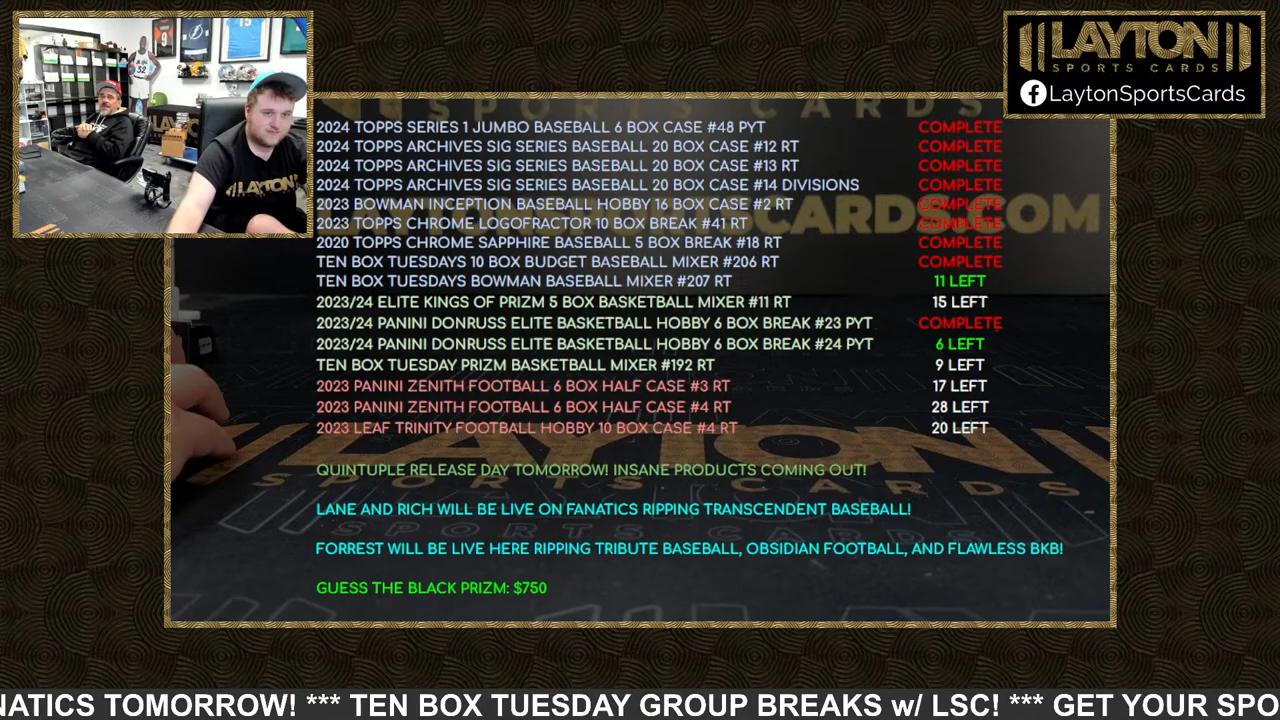 LAYTON
SPORTS CARDS
LaytonSportsCards
SPORTS CARDS
CARDS.COM
2024 TOPPS SERIES 1 JUMBO BASEBALL 6 BOX CASE #48 PYT COMPLETE
2024 TOPPS ARCHIVES SIG SERIES BASEBALL 20 BOX CASE #12 RT COMPLETE
2024 TOPPS ARCHIVES SIG SERIES BASEBALL 20 BOX CASE #13 RT COMPLETE
2024 TOPPS ARCHIVES SIG SERIES BASEBALL 20 BOX CASE #14 DIVISIONS COMPLETE
2023 BOWMAN INCEPTION BASEBALL HOBBY 16 BOX CASE #2 RT COMPLETE
2023 TOPPS CHROME LOGOFRACTOR 10 BOX BREAK #41 RT COMPLETE
2020 TOPPS CHROME SAPPHIRE BASEBALL 5 BOX BREAK #18 RT COMPLETE
TEN BOX TUESDAYS 10 BOX BUDGET BASEBALL MIXER #206 RT COMPLETE
TEN BOX TUESDAYS BOWMAN BASEBALL MIXER #207 RT 11 LEFT
2023/24 ELITE KINGS OF PRIZM 5 BOX BASKETBALL MIXER #11 RT 15 LEFT
2023/24 PANINI DONRUSS ELITE BASKETBALL HOBBY 6 BOX BREAK #23 PYT COMPLETE
2023/24 PANINI DONRUSS ELITE BASKETBALL HOBBY 6 BOX BREAK #24 PYT 6 LEFT
TEN BOX TUESDAY PRIZM BASKETBALL MIXER #192 RT 9 LEFT
2023 PANINI ZENITH FOOTBALL 6 BOX HALF CASE #3 RT 17 LEFT
2023 PANINI ZENITH FOOTBALL 6 BOX HALF CASE #4 RT 28 LEFT
2023 LEAF TRINITY FOOTBALL HOBBY 10 BOX CASE #4 RT 20 LEFT
LAYTON
SPORTS CARDS
QUINTUPLE RELEASE DAY TOMORROW! INSANE PRODUCTS COMING OUT!
LANE AND RICH WILL BE LIVE ON FANATICS RIPPING TRANSCENDENT BASEBALL!
FORREST WILL BE LIVE HERE RIPPING TRIBUTE BASEBALL, OBSIDIAN FOOTBALL, AND FLAWLESS BKB!
GUESS THE BLACK PRIZM: $750
NATICS TOMORROW! *** TEN BOX TUESDAY GROUP BREAKS w/ LSC! *** GET YOUR SPO